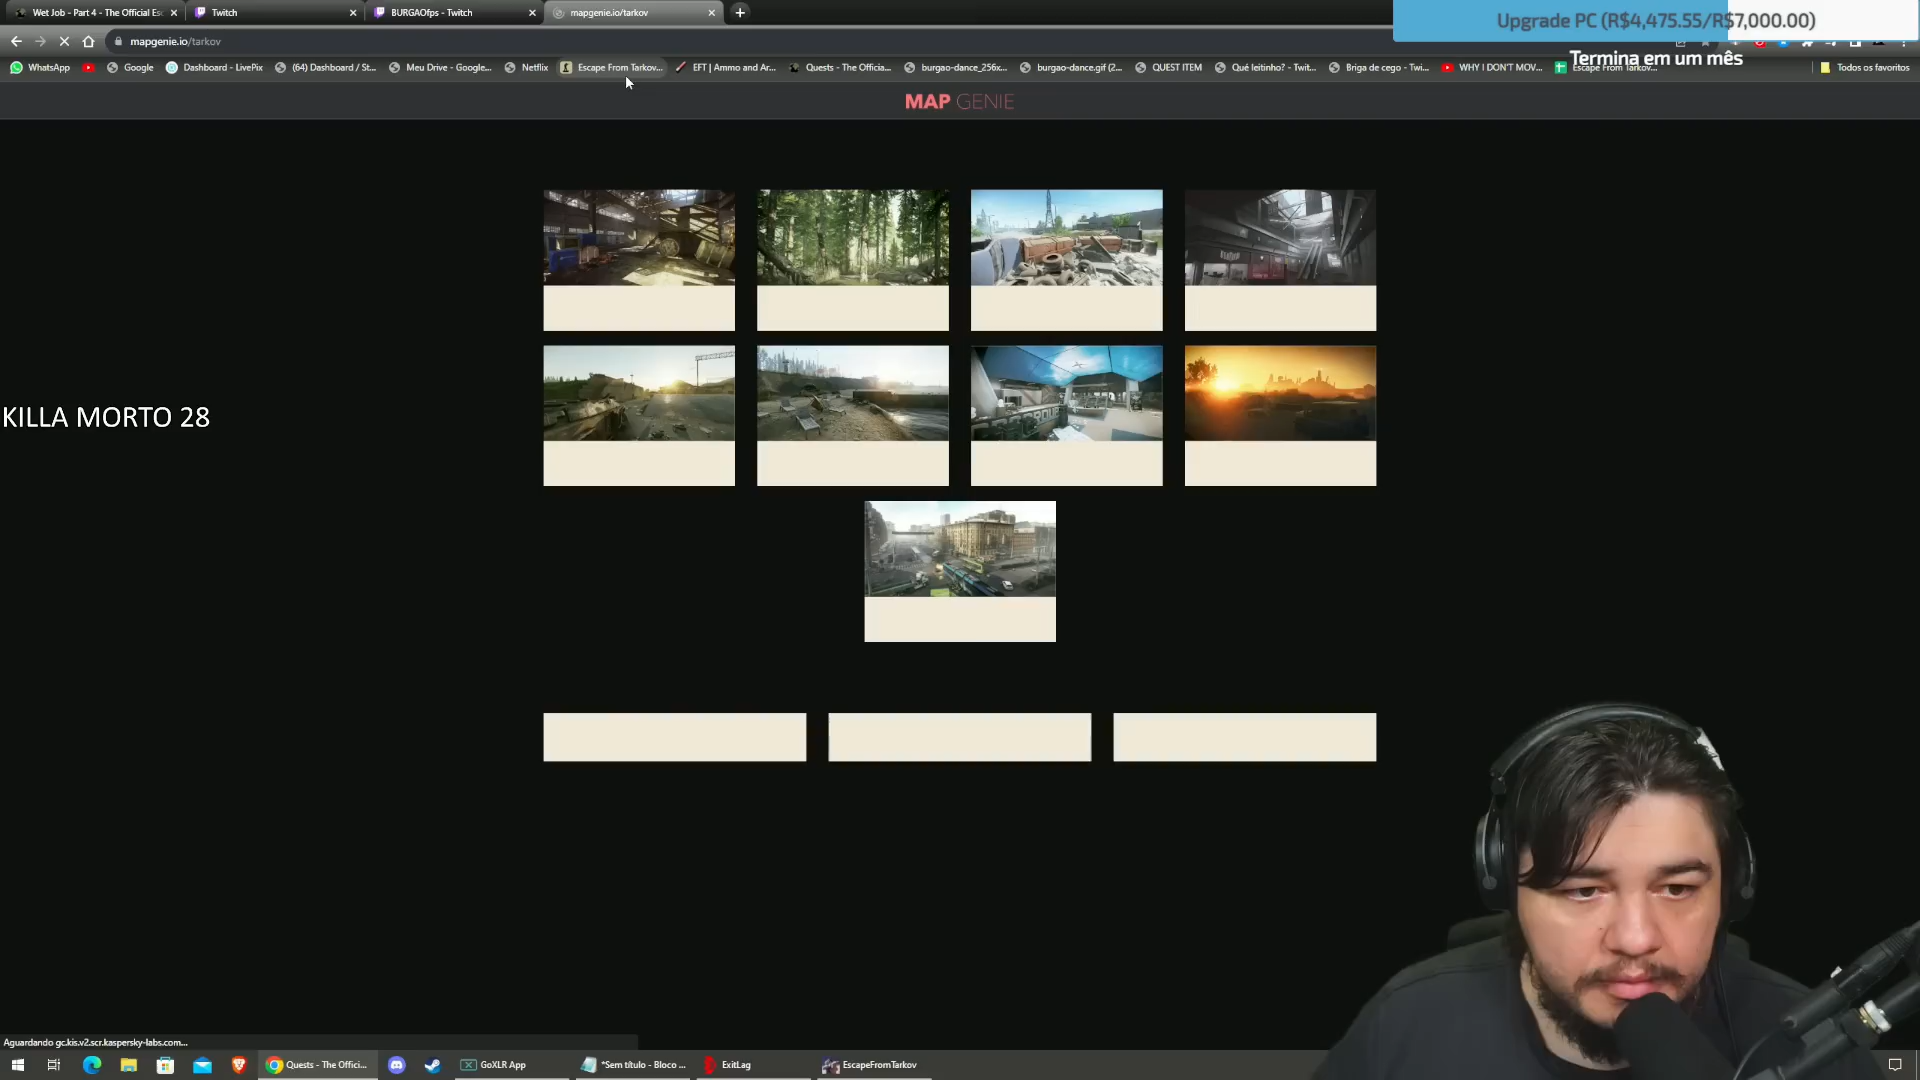 Wet Job - Part 4 - The Official Es
Twitch
BURGAOfps - Twitch
mapgenie.io/tarkov
Upgrade PC (R$4,475.55/R$7,000.00)
mapgenie.io/tarkov
Termina em um mês
WhatsApp
Google
Dashboard - LivePix
(64) Dashboard / St...
Meu Drive - Google...
Netflix
Escape From Tarkov...
EFT | Ammo and Ar...
Quests - The Officia...
burgao-dance_256x...
burgao-dance.gif (2...
QUEST ITEM
Qué leitinho? - Twit...
Briga de cego - Twi...
WHY I DON'T MOV...
Escape From Tarkov...
Todos os favoritos
MAP GENIE
KILLA MORTO 28
Aguardando gc.kis.v2.scr.kaspersky-labs.com...
Quests - The Offici...
GoXLR App
*Sem título - Bloco ...
ExitLag
EscapeFromTarkov